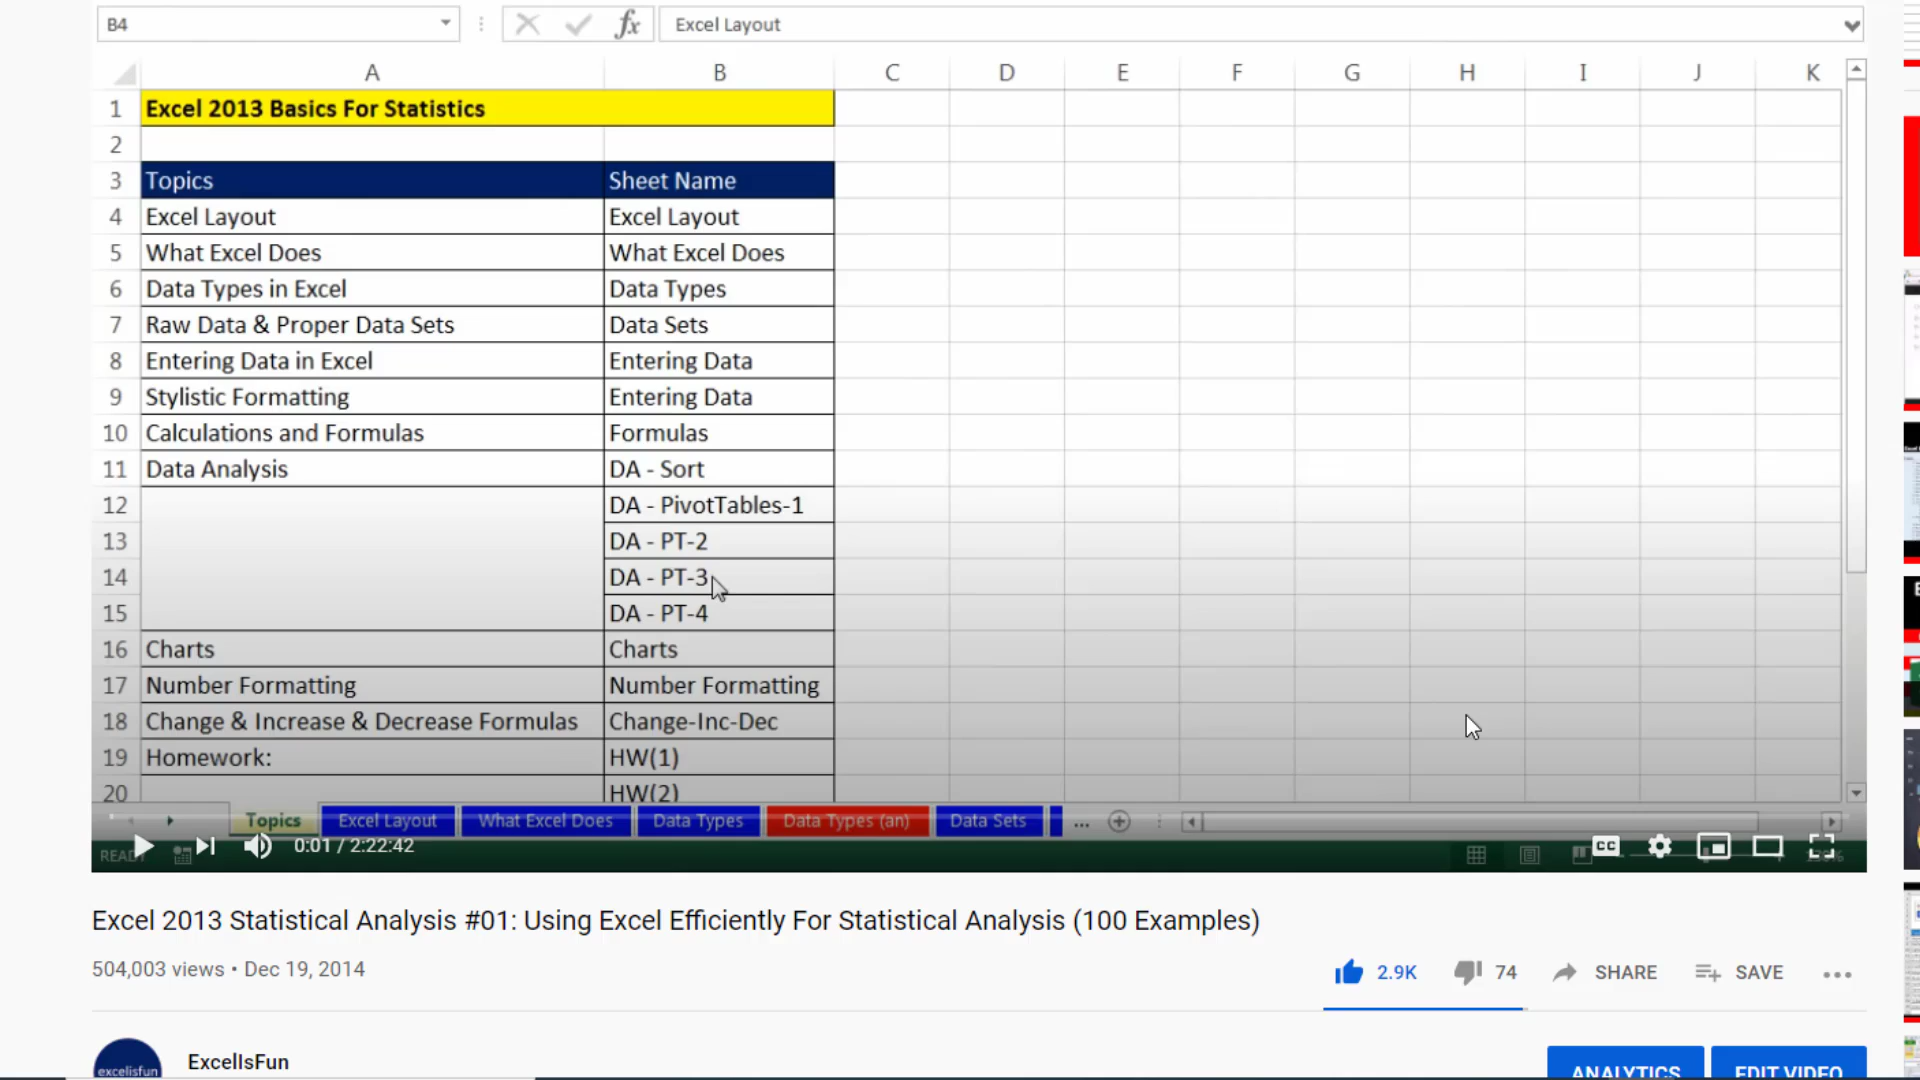 B4 fx Excel Layout
A B C D E F G H I J K
1 Excel 2013 Basics For Statistics
2
3 Topics Sheet Name
4 Excel Layout Excel Layout
5 What Excel Does What Excel Does
6 Data Types in Excel Data Types
7 Raw Data & Proper Data Sets Data Sets
8 Entering Data in Excel Entering Data
9 Stylistic Formatting Entering Data
10 Calculations and Formulas Formulas
11 Data Analysis DA - Sort
12 DA - PivotTables-1
13 DA - PT-2
14 DA - PT-3
15 DA - PT-4
16 Charts Charts
17 Number Formatting Number Formatting
18 Change & Increase & Decrease Formulas Change-Inc-Dec
19 Homework: HW(1)
20 HW(2)
Topics Excel Layout What Excel Does Data Types Data Types (an) Data Sets ...
READY 0:01 / 2:22:42 CC
Excel 2013 Statistical Analysis #01: Using Excel Efficiently For Statistical Analysis (100 Examples)
504,003 views • Dec 19, 2014 2.9K 74 SHARE SAVE
excelisfun ExcelIsFun ANALYTICS EDIT VIDEO